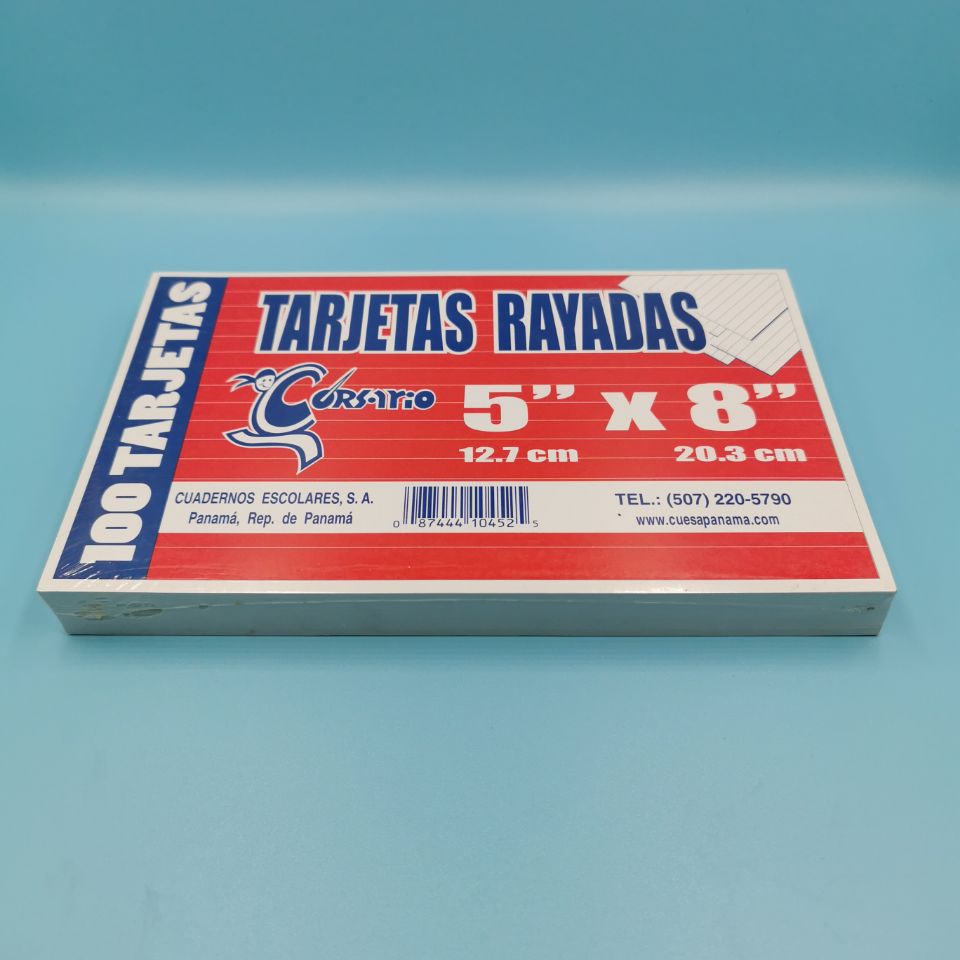 100 TARJETAS
TARJETAS RAYADAS
Corsario
5” x 8”
12.7 cm 20.3 cm
CUADERNOS ESCOLARES, S. A.
Panamá, Rep. de Panamá
0 87444 10452 5
TEL.: (507) 220-5790
www.cuesapanama.com